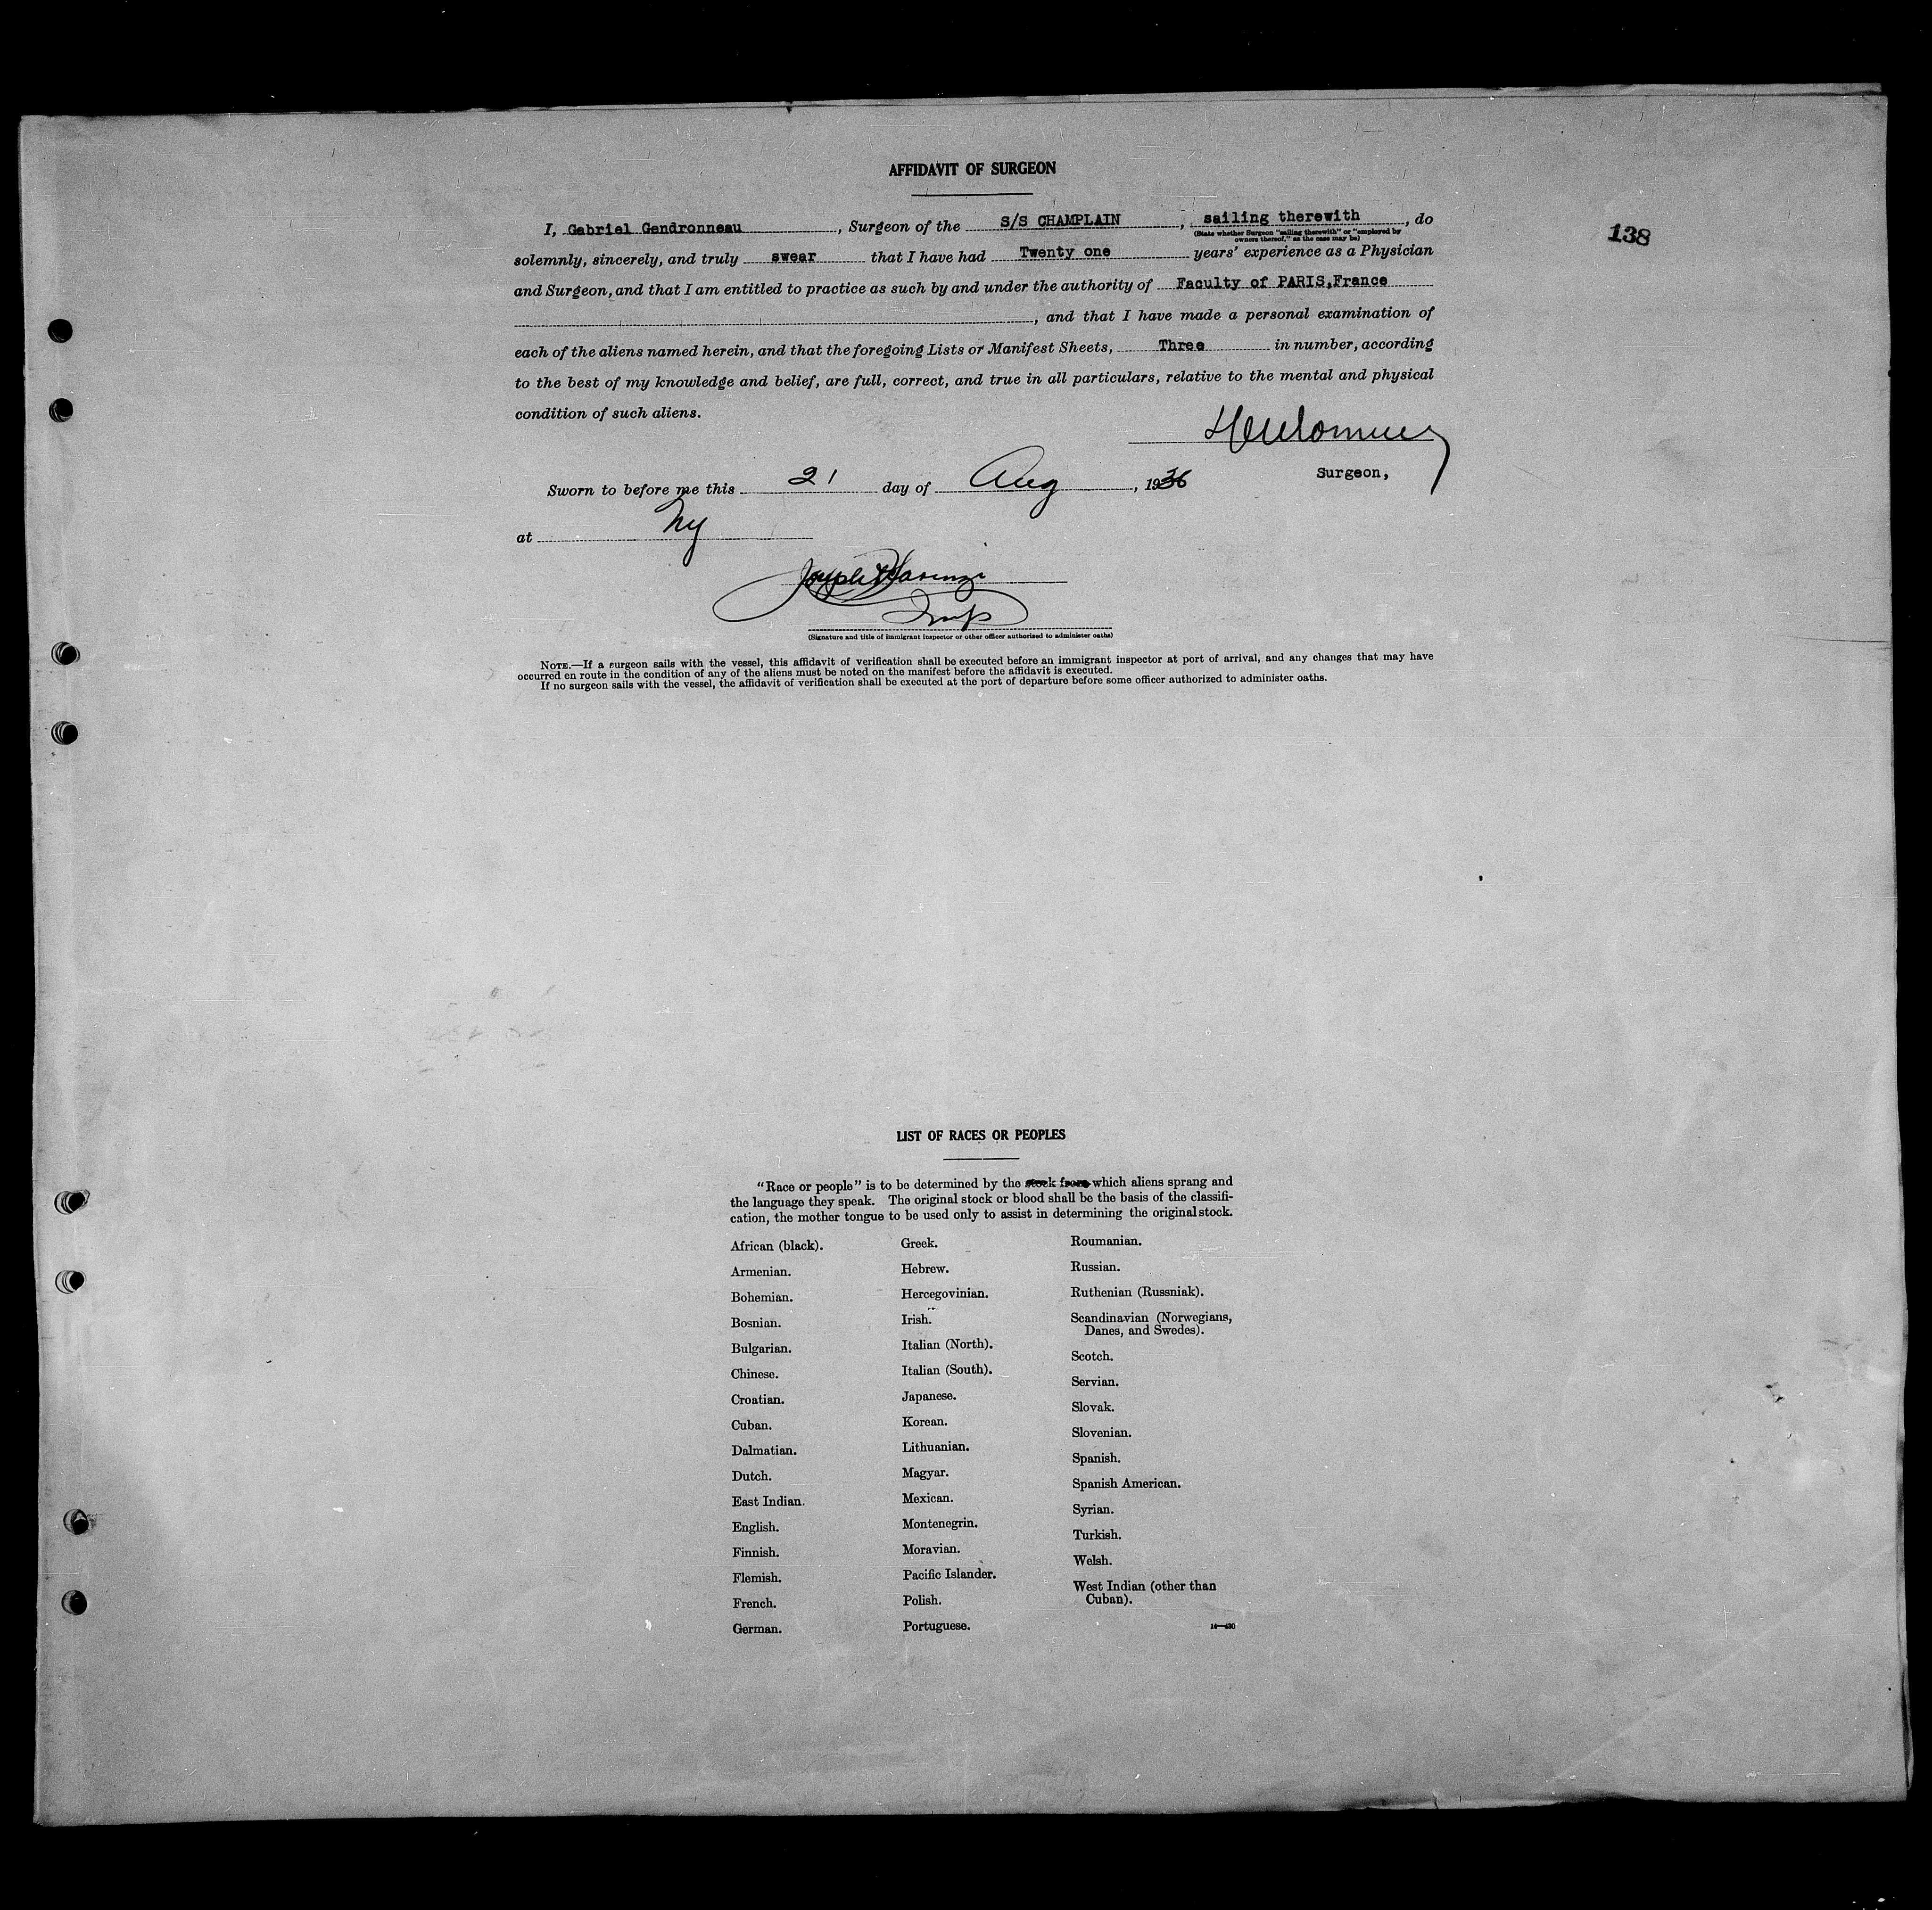 AFFIDAVIT OF SURGEON
138
I, Gabriel Gendronneau, Surgeon of the S/S CHAMPLAIN, sailing therewith, do
(State whether Surgeon "sailing therewith" or "employed by
owners thereof," as the case may be)
solemnly, sincerely, and truly swear that I have had Twenty one years' experience as a Physician
and Surgeon, and that I am entitled to practice as such by and under the authority of Faculty of PARIS,France
, and that I have made a personal examination of
each of the aliens named herein, and that the foregoing Lists or Manifest Sheets, Three in number, according
to the best of my knowledge and belief, are full, correct, and true in all particulars, relative to the mental and physical
condition of such aliens.
Surgeon,
Sworn to before me this 21 day of Aug, 1936
at NY
Joseph
Insp
(Signature and title of immigrant inspector or other officer authorized to administer oaths)
NOTE.—If a surgeon sails with the vessel, this affidavit of verification shall be executed before an immigrant inspector at port of arrival, and any changes that may have
occurred en route in the condition of any of the aliens must be noted on the manifest before the affidavit is executed.
If no surgeon sails with the vessel, the affidavit of verification shall be executed at the port of departure before some officer authorized to administer oaths.
LIST OF RACES OR PEOPLES
"Race or people" is to be determined by the stock from which aliens sprang and
the language they speak. The original stock or blood shall be the basis of the classifi-
cation, the mother tongue to be used only to assist in determining the original stock.
African (black).
Armenian.
Bohemian.
Bosnian.
Bulgarian.
Chinese.
Croatian.
Cuban.
Dalmatian.
Dutch.
East Indian.
English.
Finnish.
Flemish.
French.
German.
Greek.
Hebrew.
Hercegovinian.
Irish.
Italian (North).
Italian (South).
Japanese.
Korean.
Lithuanian.
Magyar.
Mexican.
Montenegrin.
Moravian.
Pacific Islander.
Polish.
Portuguese.
Roumanian.
Russian.
Ruthenian (Russniak).
Scandinavian (Norwegians,
Danes, and Swedes).
Scotch.
Servian.
Slovak.
Slovenian.
Spanish.
Spanish American.
Syrian.
Turkish.
Welsh.
West Indian (other than
Cuban).
14—430